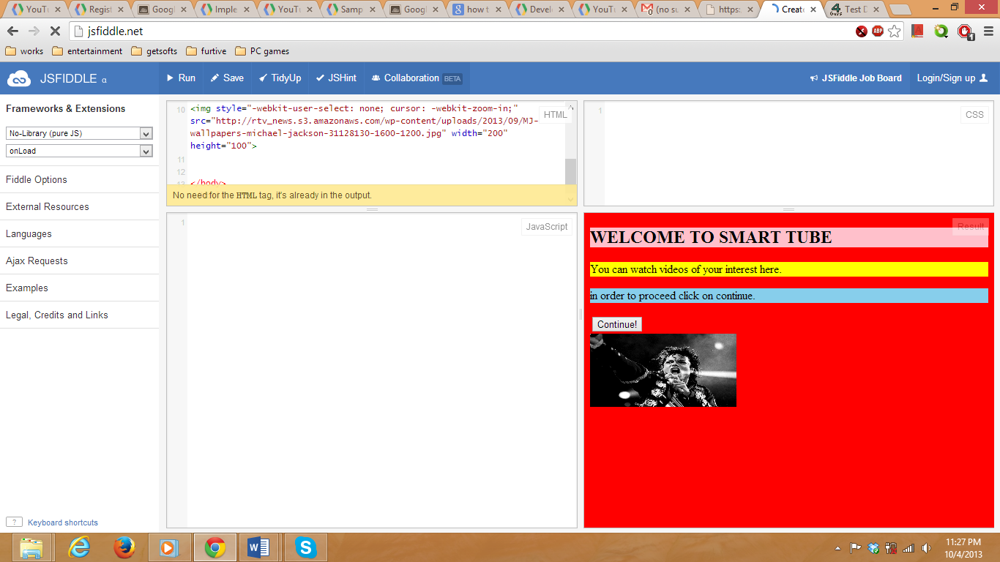 YouTu
Regist
Googl
Imple
YouTu
Samp
Googl
how t
Develo
YouTu
(no su
https:
Create
Test D
jsfiddle.net
works
entertainment
getsofts
furtive
PC games
JSFIDDLE α
Run
Save
TidyUp
JSHint
Collaboration BETA
JSFiddle Job Board
Login/Sign up
Frameworks & Extensions
No-Library (pure JS)
onLoad
Fiddle Options
External Resources
Languages
Ajax Requests
Examples
Legal, Credits and Links
? Keyboard shortcuts
HTML
10 <img style="-webkit-user-select: none; cursor: -webkit-zoom-in;"
src="http://rtv_news.s3.amazonaws.com/wp-content/uploads/2013/09/MJ-
wallpapers-michael-jackson-31128130-1600-1200.jpg" width="200"
height="100">
11
12
13 </body>
No need for the HTML tag, it's already in the output.
1
CSS
1
JavaScript
Result
WELCOME TO SMART TUBE
You can watch videos of your interest here.
in order to proceed click on continue.
Continue!
11:27 PM
10/4/2013